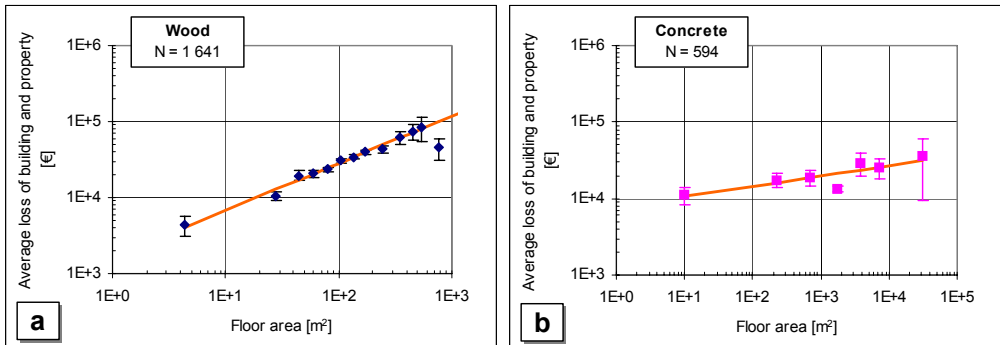 Wood
N = 1 641
Average loss of building and property
[€]
1E+6
1E+5
1E+4
1E+3
1E+0
1E+1
1E+2
1E+3
Floor area [m²]
a
Concrete
N = 594
Average loss of building and property
[€]
1E+6
1E+5
1E+4
1E+3
1E+0
1E+1
1E+2
1E+3
1E+4
1E+5
Floor area [m²]
b